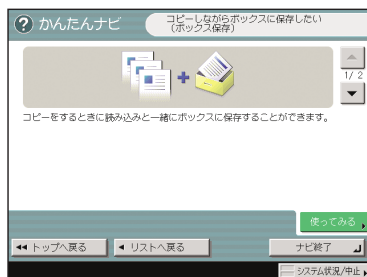 かんたんナビ
コピーしながらボックスに保存したい
（ボックス保存）
1/ 2
コピーをするときに読み込みと一緒にボックスに保存することができます。
使ってみる
トップへ戻る
リストへ戻る
ナビ終了
システム状況/中止